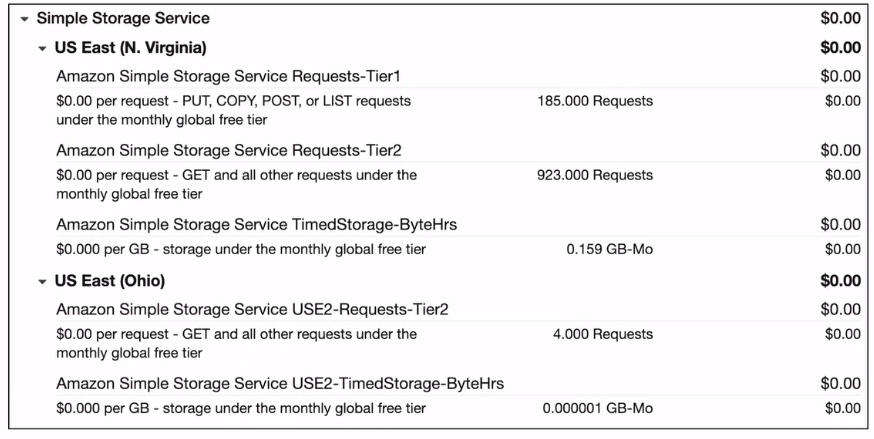 Simple Storage Service $0.00
US East (N. Virginia) $0.00
Amazon Simple Storage Service Requests-Tier1 $0.00
$0.00 per request - PUT, COPY, POST, or LIST requests 185.000 Requests $0.00
under the monthly global free tier
Amazon Simple Storage Service Requests-Tier2 $0.00
$0.00 per request - GET and all other requests under the 923.000 Requests $0.00
monthly global free tier
Amazon Simple Storage Service TimedStorage-ByteHrs $0.00
$0.000 per GB - storage under the monthly global free tier 0.159 GB-Mo $0.00
US East (Ohio) $0.00
Amazon Simple Storage Service USE2-Requests-Tier2 $0.00
$0.00 per request - GET and all other requests under the 4.000 Requests $0.00
monthly global free tier
Amazon Simple Storage Service USE2-TimedStorage-ByteHrs $0.00
$0.000 per GB - storage under the monthly global free tier 0.000001 GB-Mo $0.00